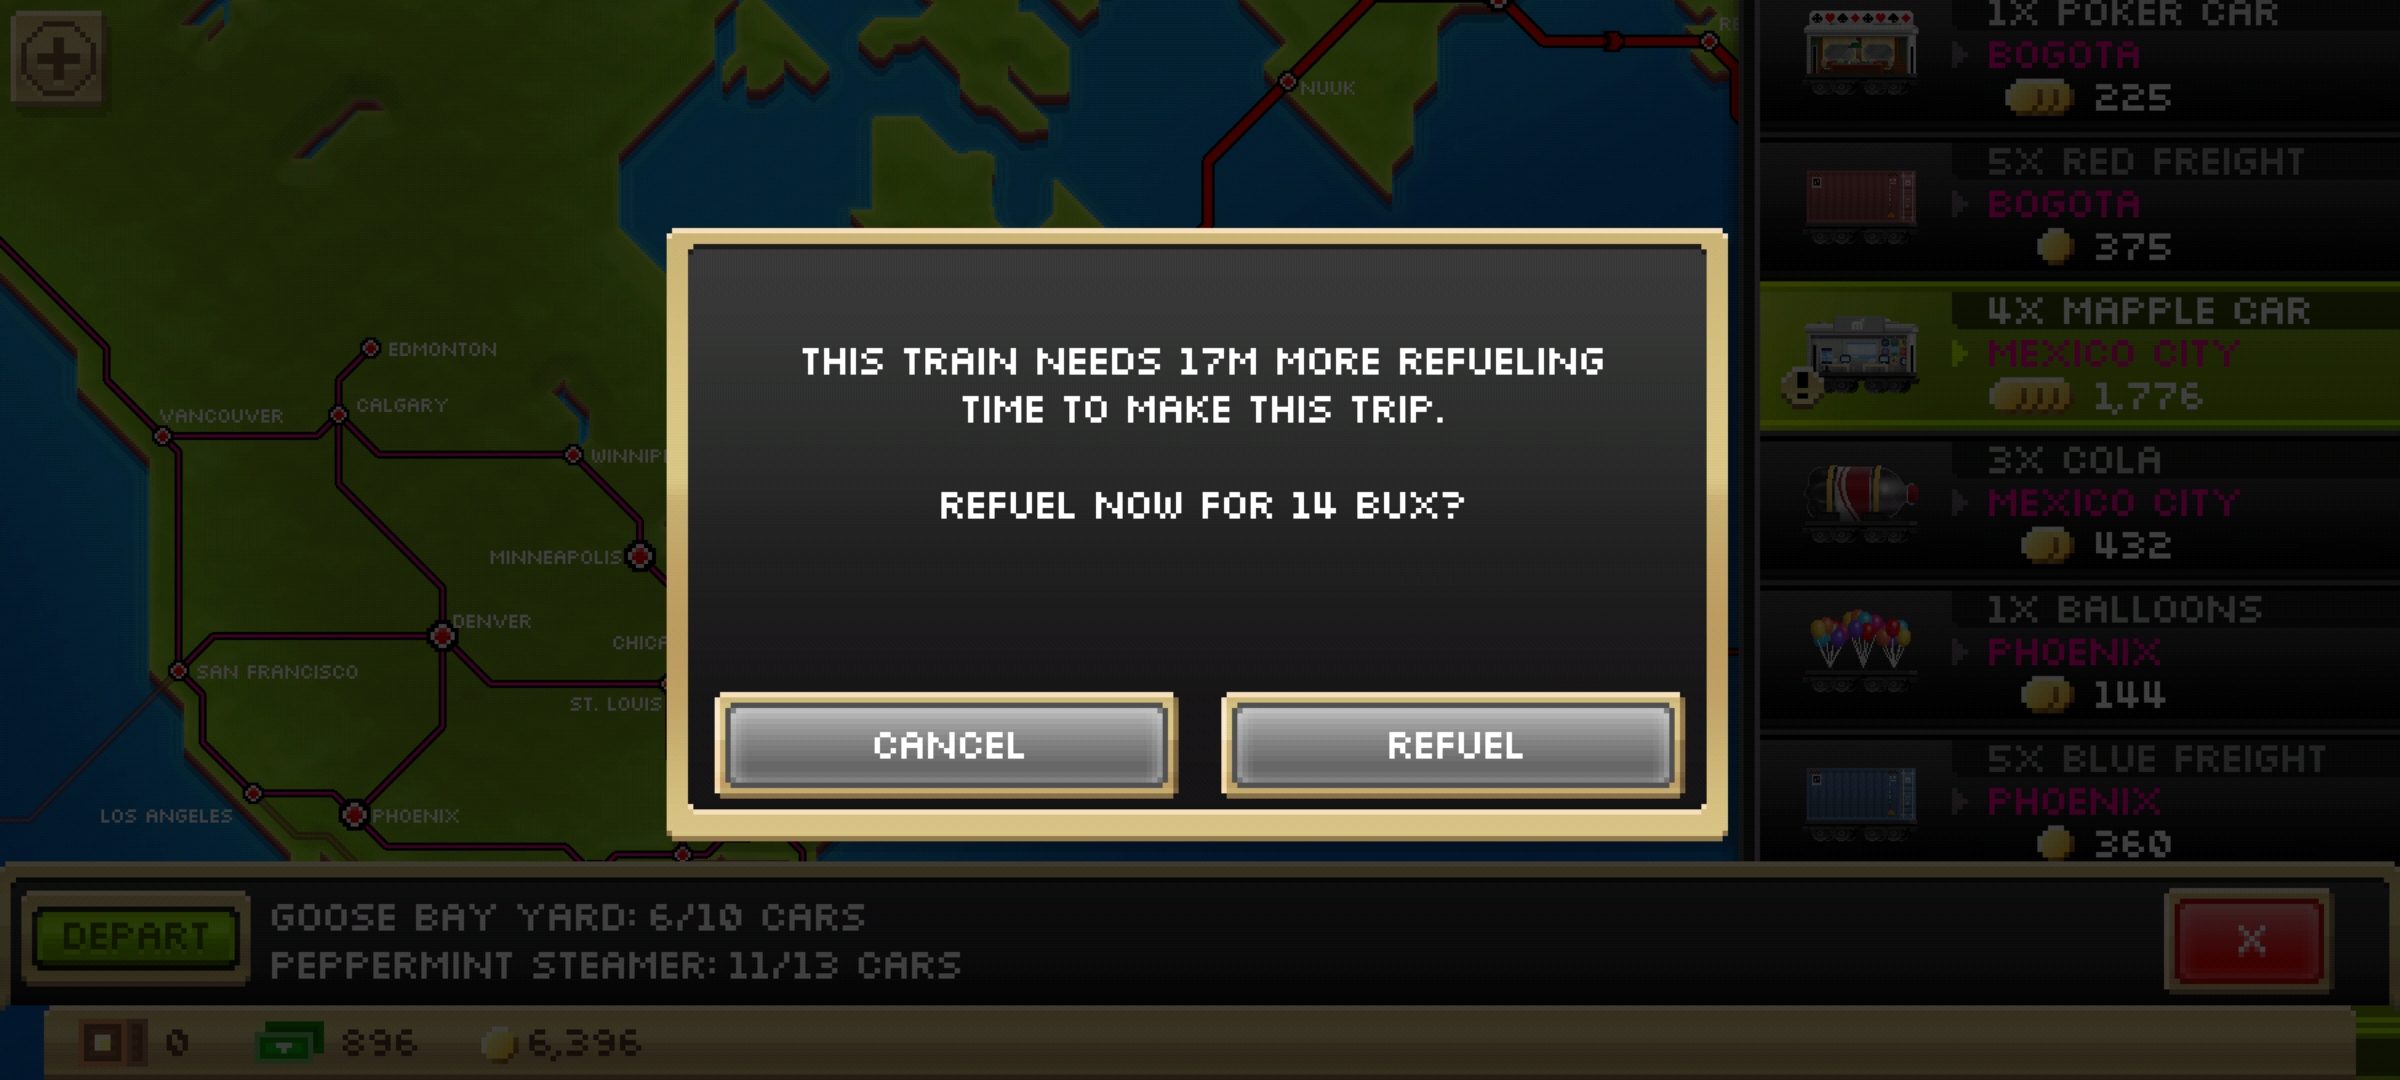 NUUK
EDMONTON
CALGARY
VANCOUVER
MINNEAPOLIS
DENVER
SAN FRANCISCO
ST. LOUIS
LOS ANGELES
PHOENIX
THIS TRAIN NEEDS 17M MORE REFUELING
TIME TO MAKE THIS TRIP.
REFUEL NOW FOR 14 BUX?
CANCEL
REFUEL
1X POKER CAR
BOGOTA
225
5X RED FREIGHT
BOGOTA
375
4X MAPPLE CAR
MEXICO CITY
1,776
3X COLA
MEXICO CITY
432
1X BALLOONS
PHOENIX
144
5X BLUE FREIGHT
PHOENIX
360
DEPART
GOOSE BAY YARD: 6/10 CARS
PEPPERMINT STEAMER: 11/13 CARS
X
0
896
6,396